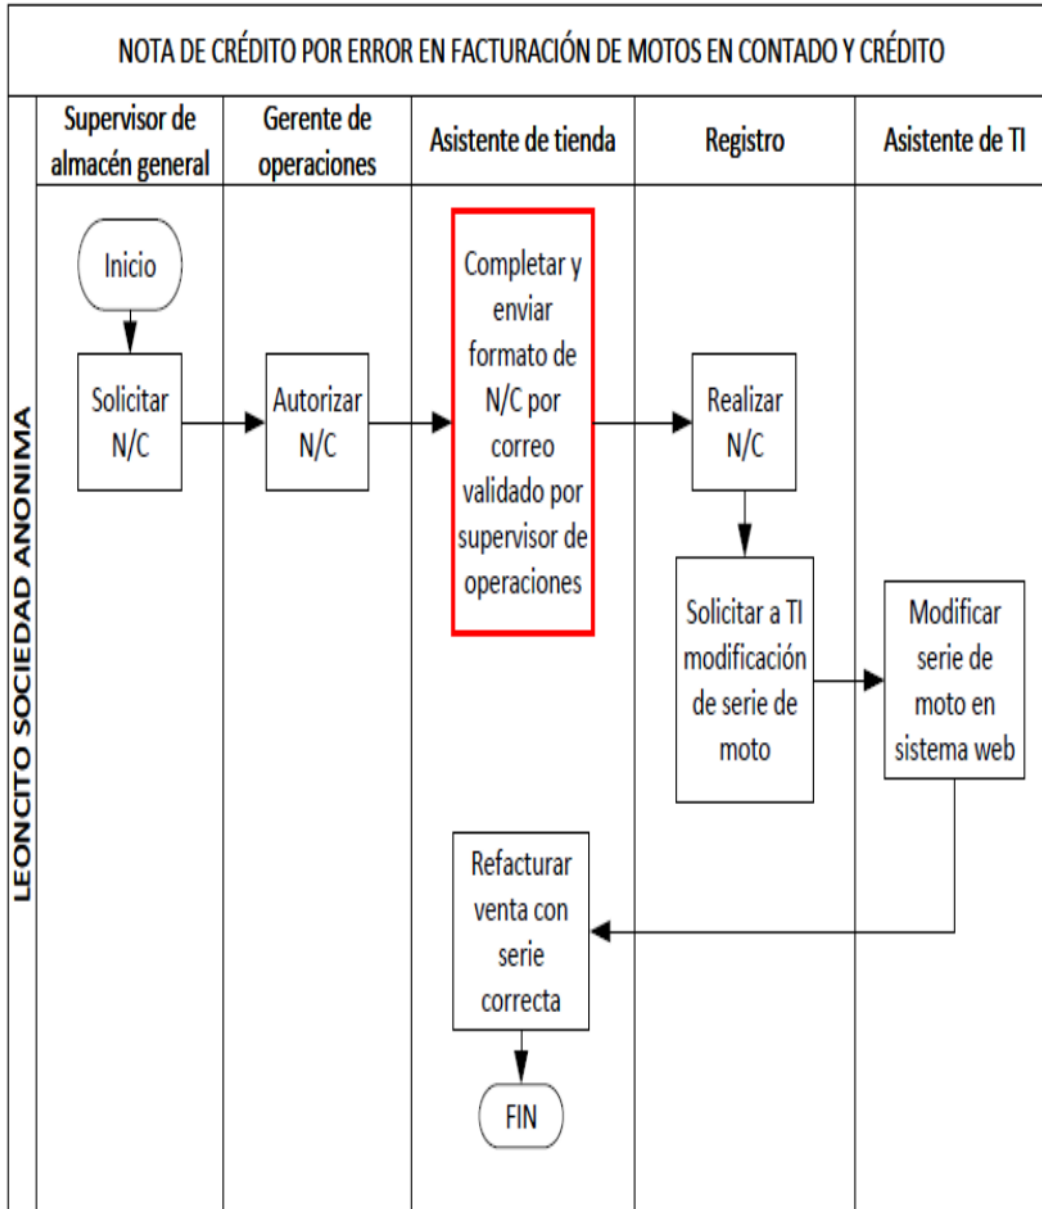 NOTA DE CRÉDITO POR ERROR EN FACTURACIÓN DE MOTOS EN CONTADO Y CRÉDITO
LEONCITO SOCIEDAD ANONIMA
Supervisor de
almacén general
Gerente de
operaciones
Asistente de tienda
Registro
Asistente de TI
Inicio
Solicitar
N/C
Autorizar
N/C
Completar y
enviar
formato de
N/C por
correo
validado por
supervisor de
operaciones
Realizar
N/C
Solicitar a TI
modificación
de serie de
moto
Modificar
serie de
moto en
sistema web
Refacturar
venta con
serie
correcta
FIN